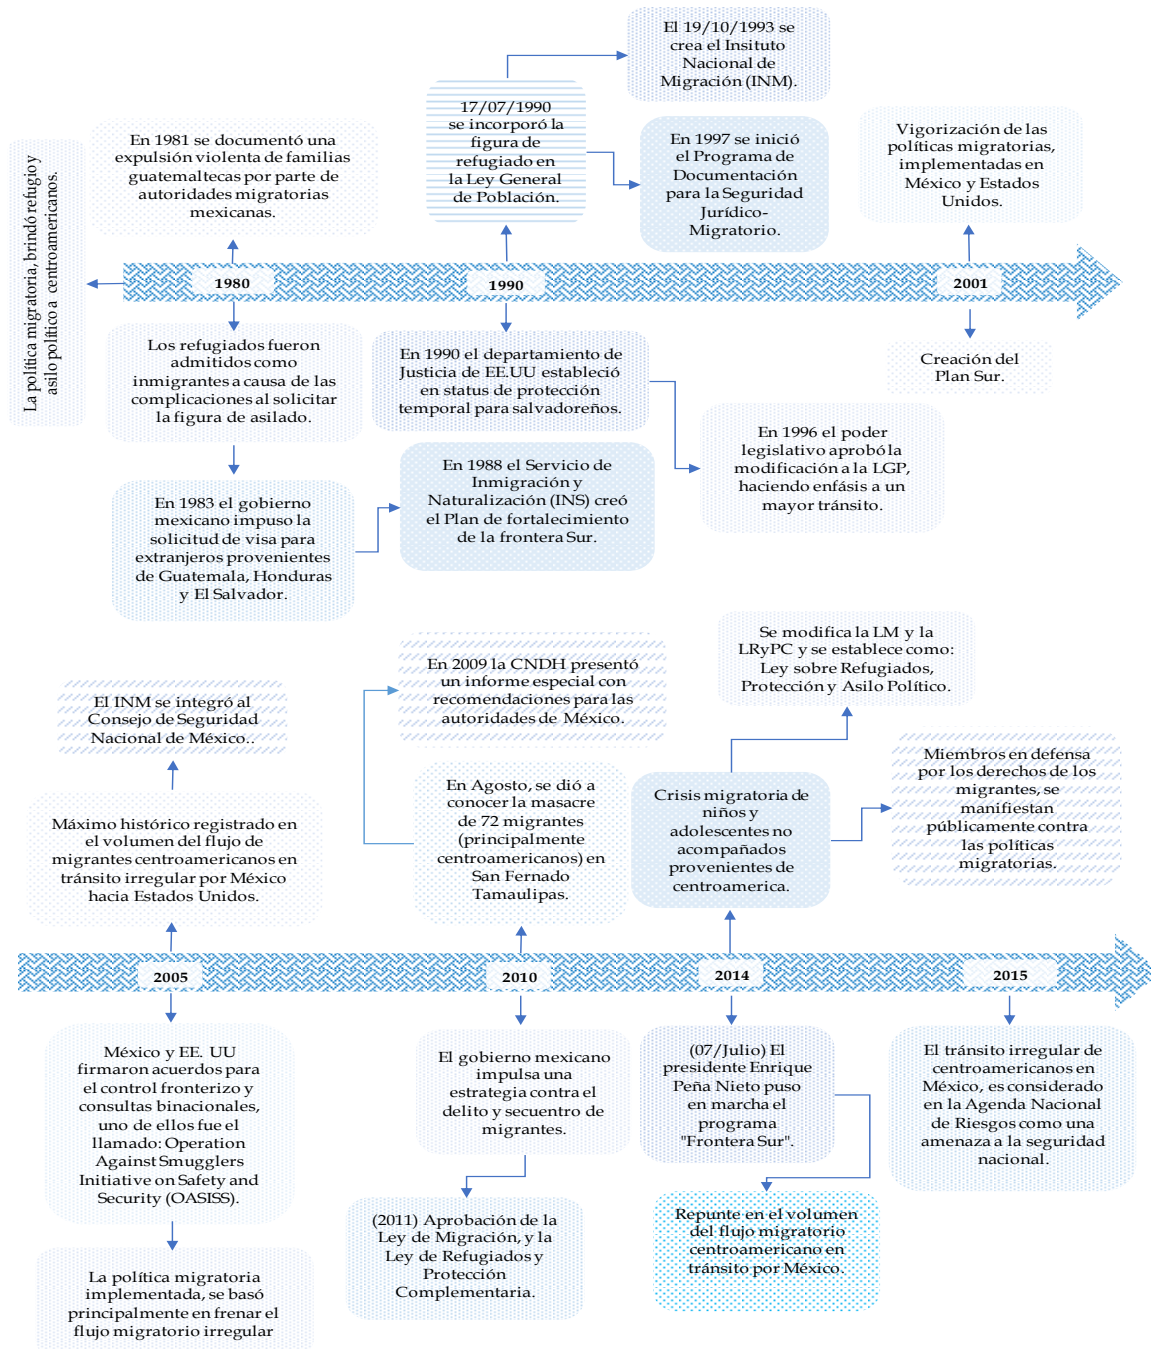 El 19/10/1993 se
crea el Insituto
Nacional de
Migración (INM).
17/07/1990
se incorporó la
figura de
refugiado en
la Ley General
de Población.
En 1997 se inició
el Programa de
Documentación
para la Seguridad
Jurídico-
Migratorio.
Vigorización de las
políticas migratorias,
implementadas en
México y Estados
Unidos.
En 1981 se documentó una
expulsión violenta de familias
guatemaltecas por parte de
autoridades migratorias
mexicanas.
La política migratoria, brindó refugio y
asilo político a centroamericanos.
1980
1990
2001
Los refugiados fueron
admitidos como
inmigrantes a causa de las
complicaciones al solicitar
la figura de asilado.
En 1990 el departamiento de
Justicia de EE.UU estableció
en status de protección
temporal para salvadoreños.
Creación del
Plan Sur.
En 1996 el poder
legislativo aprobó la
modificación a la LGP,
haciendo enfásis a un
mayor tránsito.
En 1983 el gobierno
mexicano impuso la
solicitud de visa para
extranjeros provenientes
de Guatemala, Honduras
y El Salvador.
En 1988 el Servicio de
Inmigración y
Naturalización (INS) creó
el Plan de fortalecimiento
de la frontera Sur.
El INM se integró al
Consejo de Seguridad
Nacional de México..
En 2009 la CNDH presentó
un informe especial con
recomendaciones para las
autoridades de México.
Se modifica la LM y la
LRyPC y se establece como:
Ley sobre Refugiados,
Protección y Asilo Político.
Máximo histórico registrado en
el volumen del flujo de
migrantes centroamericanos en
tránsito irregular por México
hacia Estados Unidos.
En Agosto, se dió a
conocer la masacre
de 72 migrantes
(principalmente
centroamericanos) en
San Fernado
Tamaulipas.
Crisis migratoria de
niños y
adolescentes no
acompañados
provenientes de
centroamerica.
Miembros en defensa
por los derechos de los
migrantes, se
manifiestan
públicamente contra
las políticas
migratorias.
2005
2010
2014
2015
México y EE. UU
firmaron acuerdos para
el control fronterizo y
consultas binacionales,
uno de ellos fue el
llamado: Operation
Against Smugglers
Initiative on Safety and
Security (OASISS).
El gobierno mexicano
impulsa una
estrategia contra el
delito y secuentro de
migrantes.
(07/Julio) El
presidente Enrique
Peña Nieto puso
en marcha el
programa
"Frontera Sur".
El tránsito irregular de
centroamericanos en
México, es considerado
en la Agenda Nacional
de Riesgos como una
amenaza a la seguridad
nacional.
La política migratoria
implementada, se basó
principalmente en frenar el
flujo migratorio irregular
(2011) Aprobación de la
Ley de Migración, y la
Ley de Refugiados y
Protección
Complementaria.
Repunte en el volumen
del flujo migratorio
centroamericano en
tránsito por México.